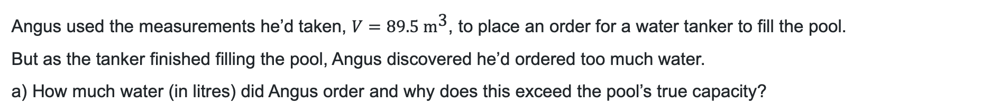 Angus used the measurements he’d taken, V = 89.5 m³, to place an order for a water tanker to fill the pool.
But as the tanker finished filling the pool, Angus discovered he’d ordered too much water.
a) How much water (in litres) did Angus order and why does this exceed the pool’s true capacity?